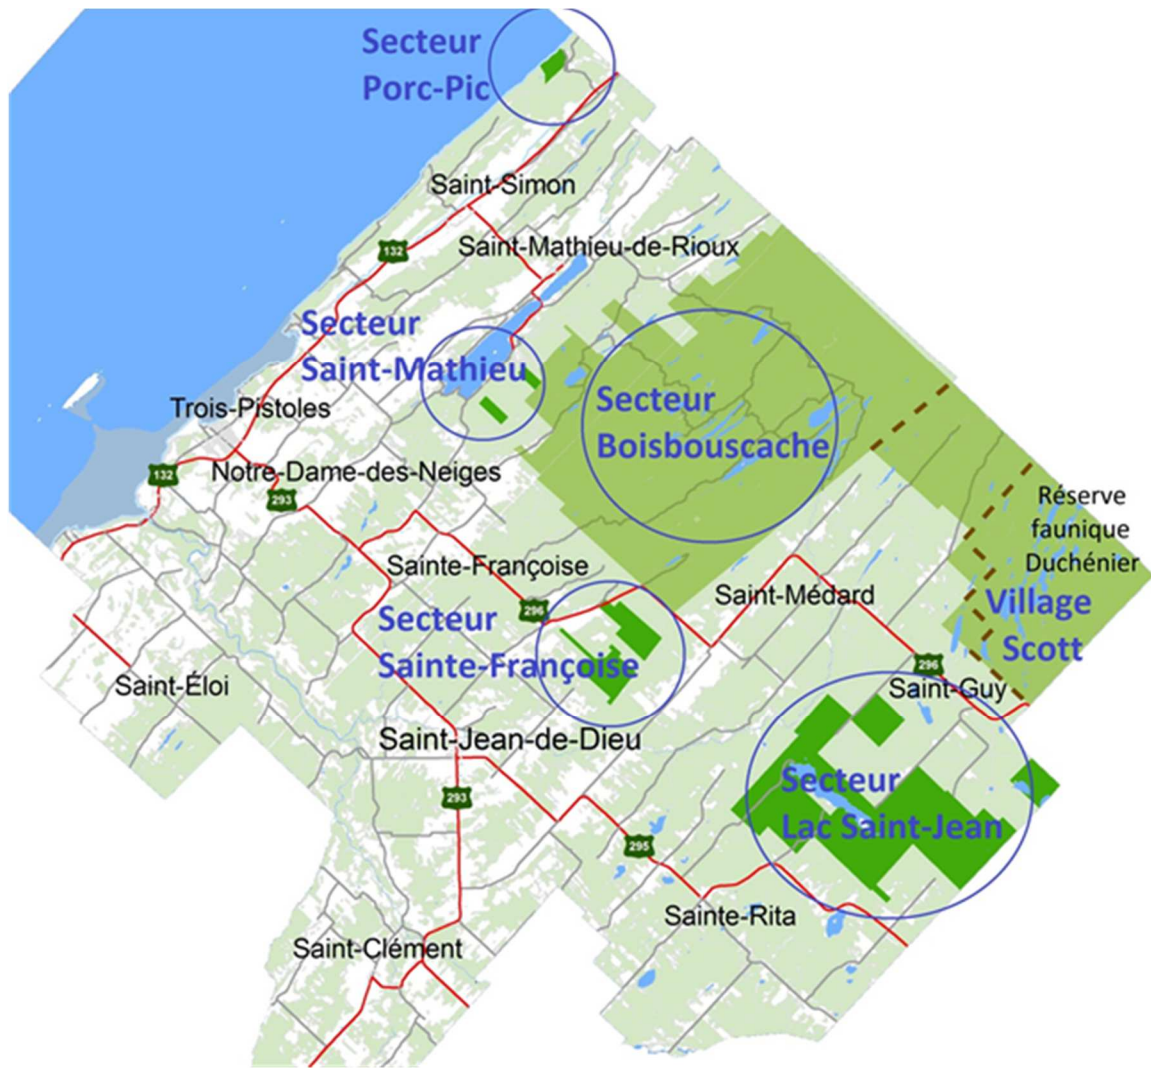 Secteur
Porc-Pic
Saint-Simon
132
Saint-Mathieu-de-Rioux
Secteur
Saint-Mathieu
Trois-Pistoles
Secteur
Boisbouscache
132
Notre-Dame-des-Neiges
293
Réserve
faunique
Duchénier
Sainte-Françoise
Saint-Médard
296
Village
Scott
Secteur
Sainte-Françoise
296
Saint-Éloi
Saint-Guy
Saint-Jean-de-Dieu
293
Secteur
Lac Saint-Jean
295
Sainte-Rita
Saint-Clément